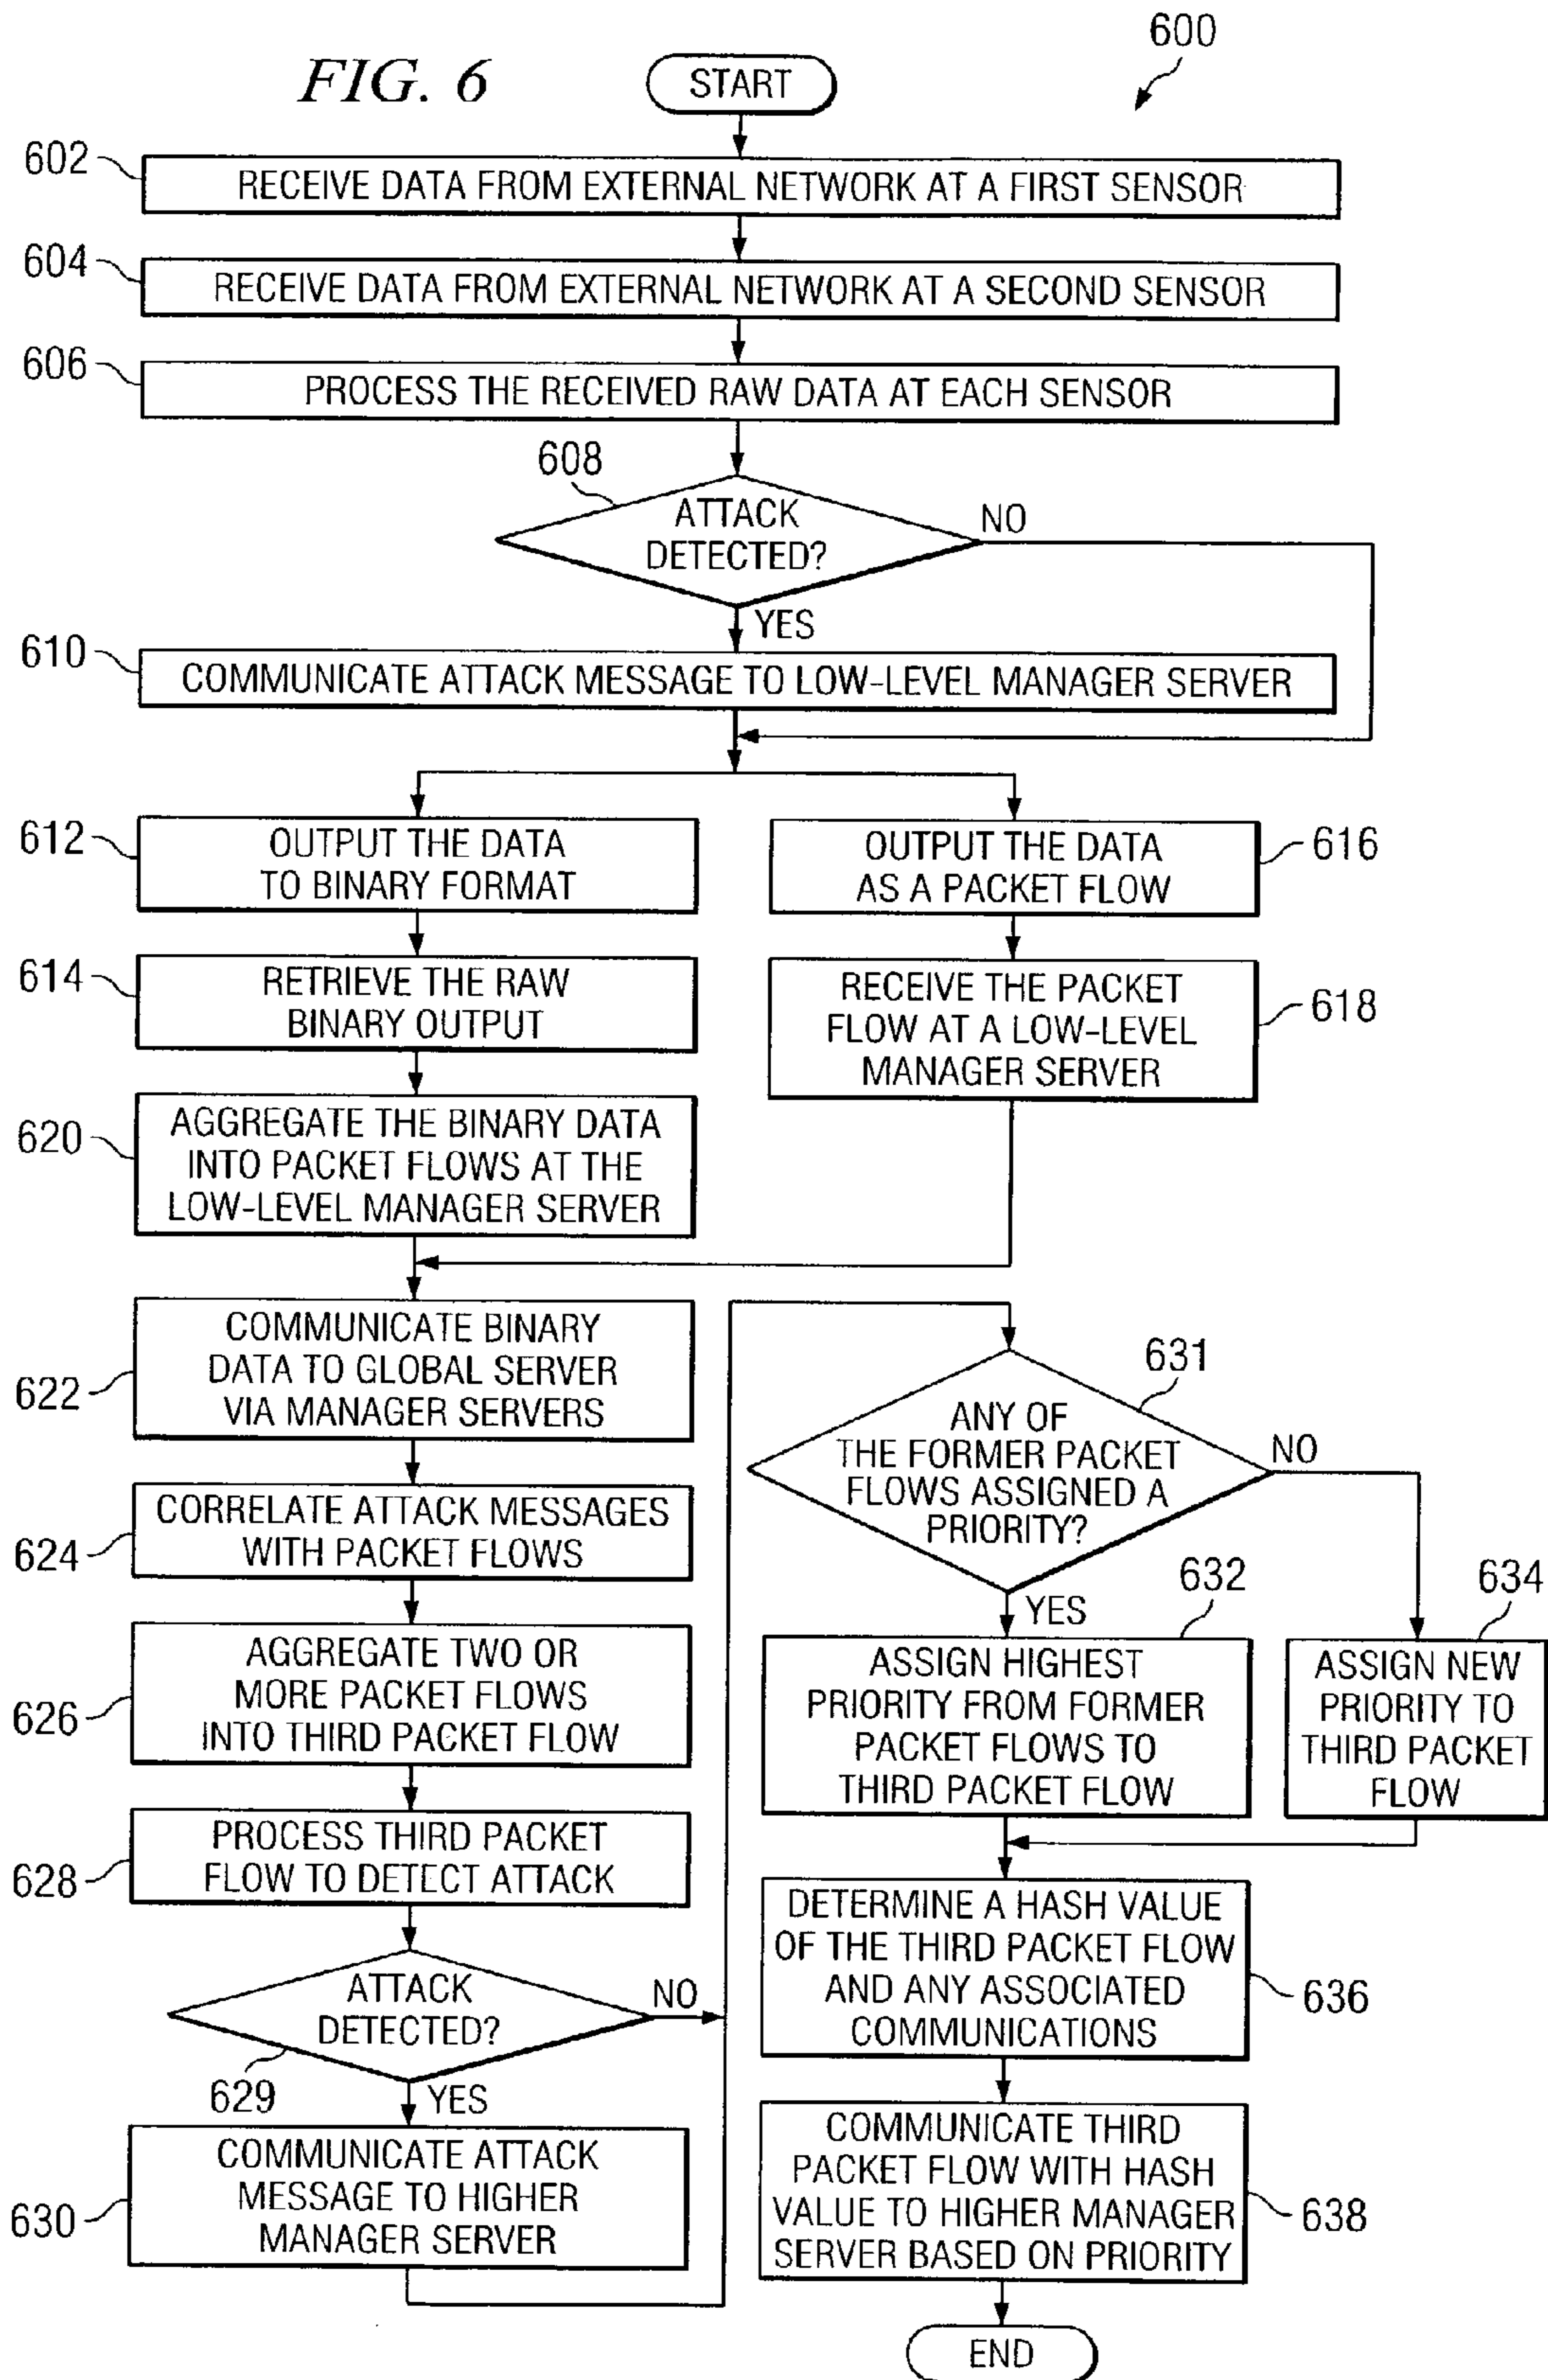 FIG. 6
600
START
602
RECEIVE DATA FROM EXTERNAL NETWORK AT A FIRST SENSOR
604
RECEIVE DATA FROM EXTERNAL NETWORK AT A SECOND SENSOR
606
PROCESS THE RECEIVED RAW DATA AT EACH SENSOR
608
ATTACK
DETECTED?
NO
YES
610
COMMUNICATE ATTACK MESSAGE TO LOW-LEVEL MANAGER SERVER
612
OUTPUT THE DATA
TO BINARY FORMAT
614
RETRIEVE THE RAW
BINARY OUTPUT
620
AGGREGATE THE BINARY DATA
INTO PACKET FLOWS AT THE
LOW-LEVEL MANAGER SERVER
OUTPUT THE DATA
AS A PACKET FLOW
616
RECEIVE THE PACKET
FLOW AT A LOW-LEVEL
MANAGER SERVER
618
622
COMMUNICATE BINARY
DATA TO GLOBAL SERVER
VIA MANAGER SERVERS
624
CORRELATE ATTACK MESSAGES
WITH PACKET FLOWS
626
AGGREGATE TWO OR
MORE PACKET FLOWS
INTO THIRD PACKET FLOW
628
PROCESS THIRD PACKET
FLOW TO DETECT ATTACK
ATTACK
DETECTED?
NO
629
YES
630
COMMUNICATE ATTACK
MESSAGE TO HIGHER
MANAGER SERVER
631
ANY OF
THE FORMER PACKET
FLOWS ASSIGNED A
PRIORITY?
NO
YES
632
ASSIGN HIGHEST
PRIORITY FROM FORMER
PACKET FLOWS TO
THIRD PACKET FLOW
634
ASSIGN NEW
PRIORITY TO
THIRD PACKET
FLOW
DETERMINE A HASH VALUE
OF THE THIRD PACKET FLOW
AND ANY ASSOCIATED
COMMUNICATIONS
636
COMMUNICATE THIRD
PACKET FLOW WITH HASH
VALUE TO HIGHER MANAGER
SERVER BASED ON PRIORITY
638
END